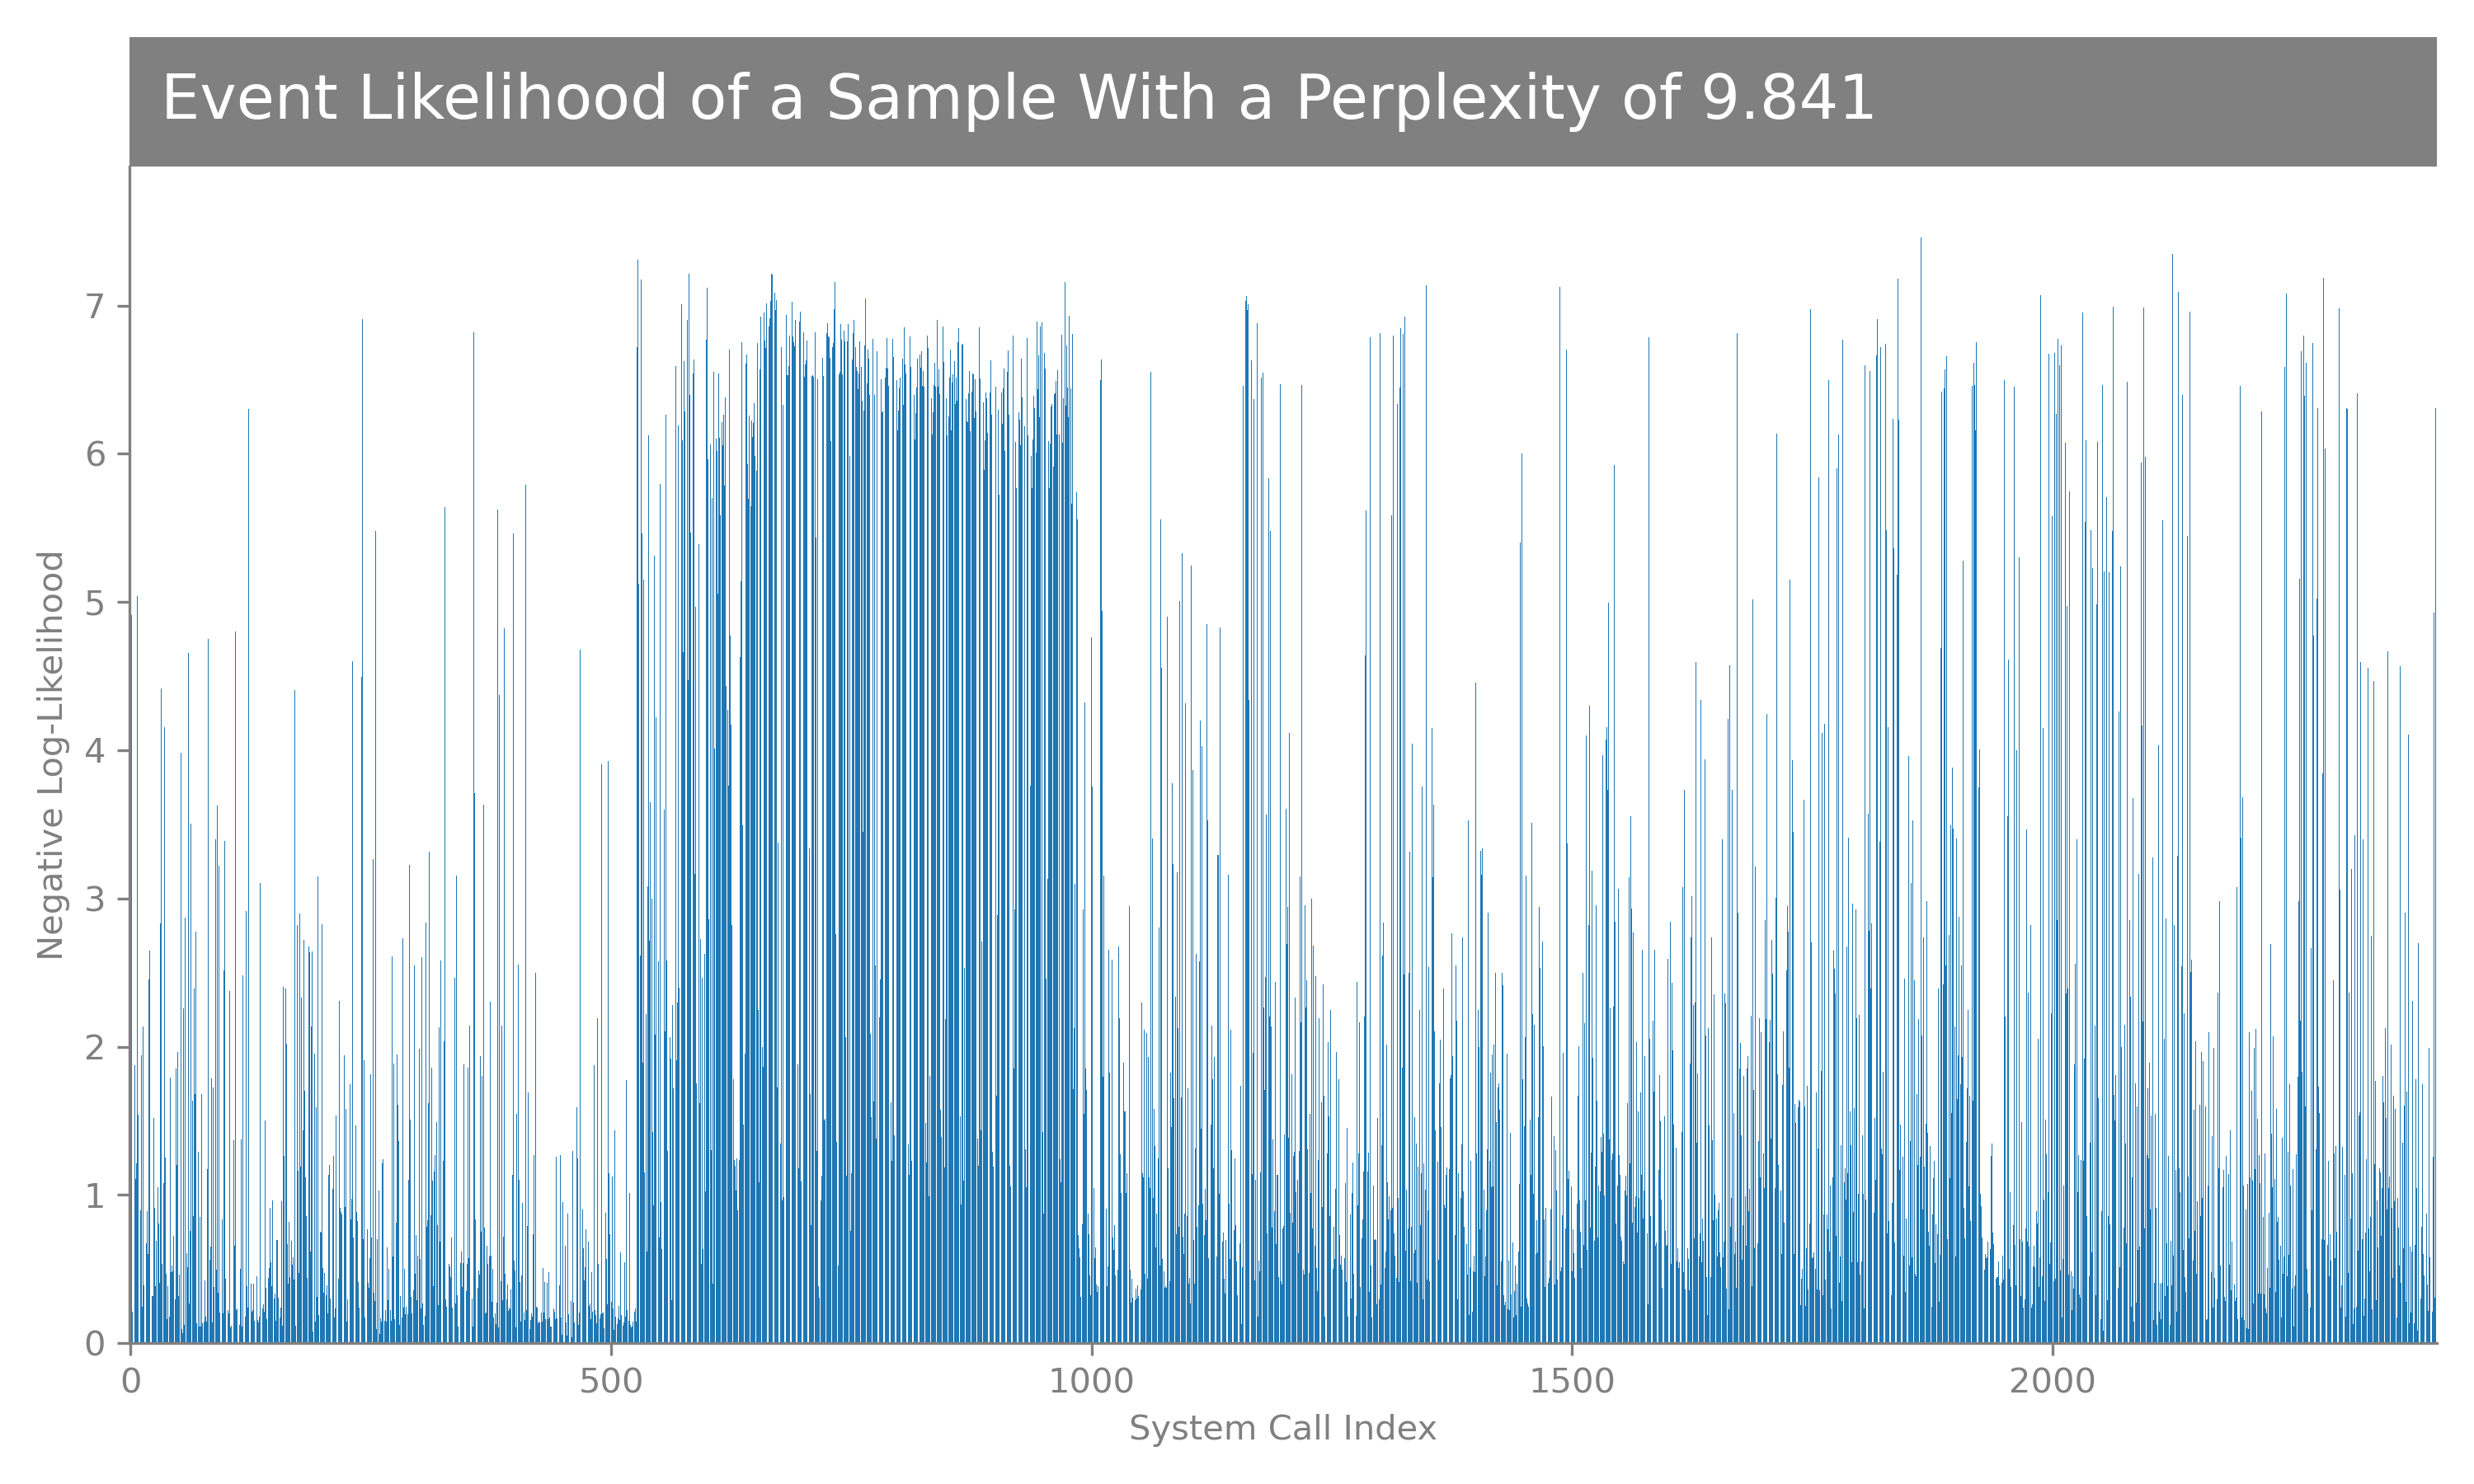 Event Likelihood of a Sample With a Perplexity of 9.841
Negative Log-Likelihood
7
6
5
4
3
2
1
0
0 500 1000 1500 2000
System Call Index